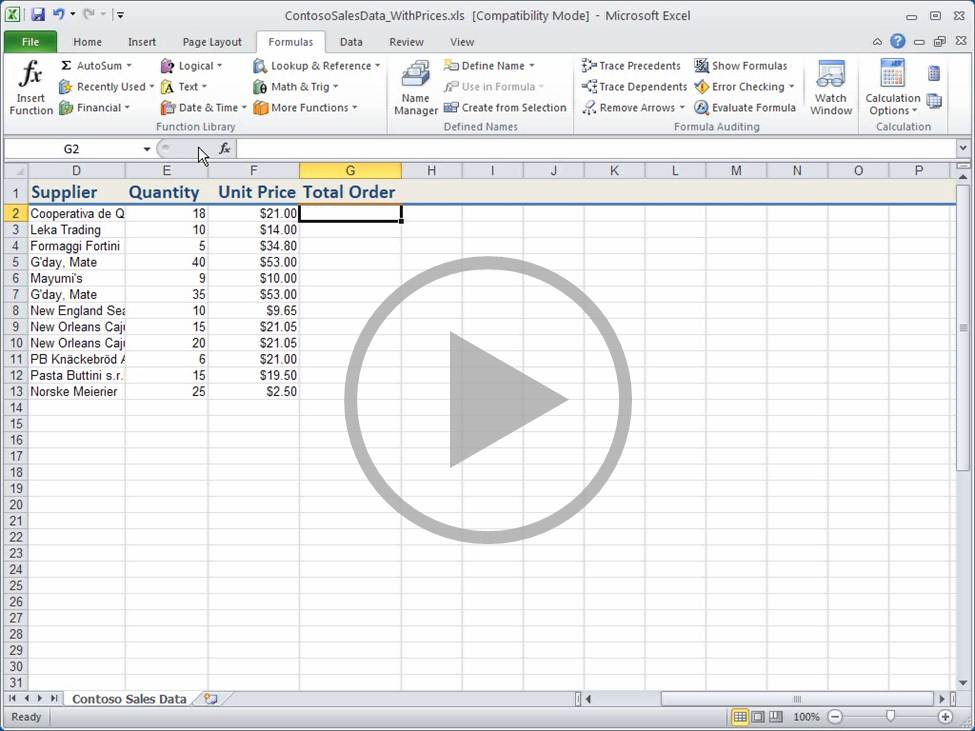 ContosoSalesData_WithPrices.xls [Compatibility Mode] - Microsoft Excel
File Home Insert Page Layout Formulas Data Review View
fx Insert Function
Σ AutoSum
Recently Used
Financial
Logical
Text
Date & Time
Lookup & Reference
Math & Trig
More Functions
Function Library
Name Manager
Define Name
Use in Formula
Create from Selection
Defined Names
Trace Precedents
Trace Dependents
Remove Arrows
Show Formulas
Error Checking
Evaluate Formula
Formula Auditing
Watch Window
Calculation Options
Calculation
G2 fx
D E F G H I J K L M N O P
1 Supplier Quantity Unit Price Total Order
2 Cooperativa de Q 18 $21.00
3 Leka Trading 10 $14.00
4 Formaggi Fortini 5 $34.80
5 G'day, Mate 40 $53.00
6 Mayumi's 9 $10.00
7 G'day, Mate 35 $53.00
8 New England Sea 10 $9.65
9 New Orleans Caju 15 $21.05
10 New Orleans Caju 20 $21.05
11 PB Knäckebröd A 6 $21.00
12 Pasta Buttini s.r. 15 $19.50
13 Norske Meierier 25 $2.50
14
15
16
17
18
19
20
21
22
23
24
25
26
27
28
29
30
31
Contoso Sales Data
Ready 100%